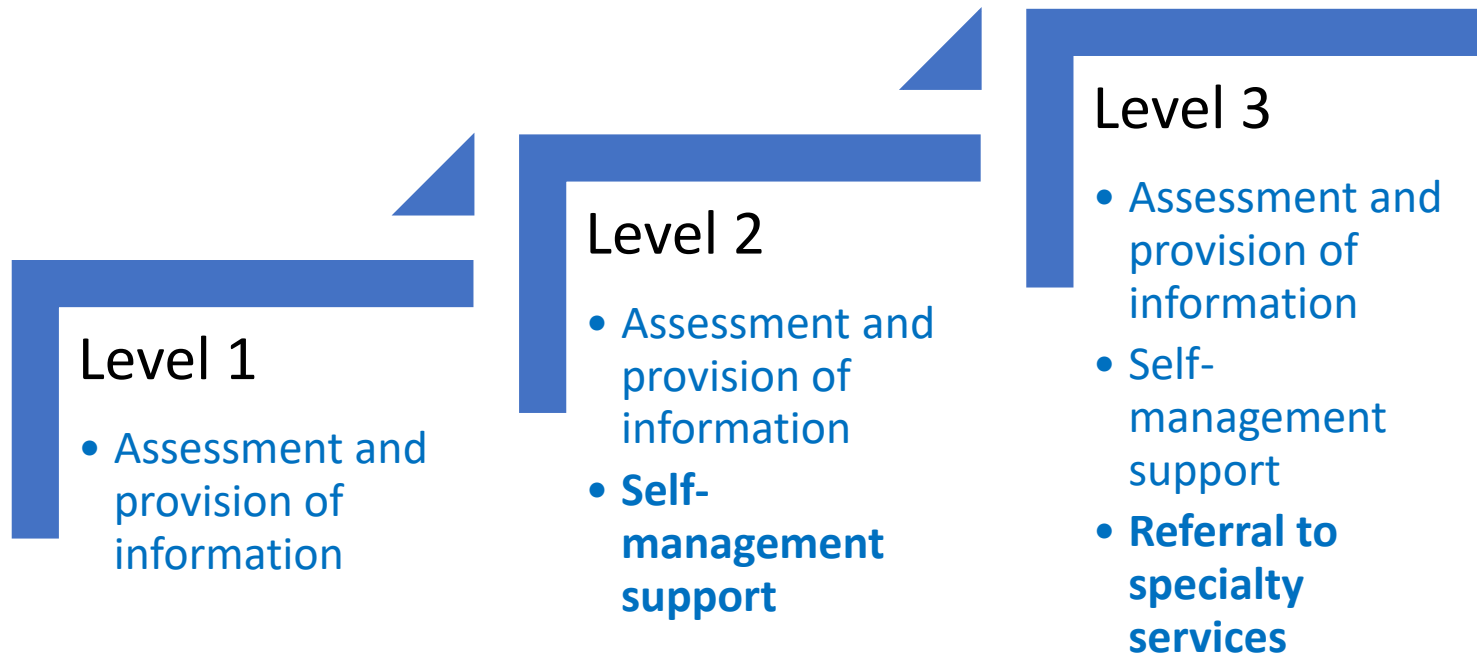 Level 1
• Assessment and
provision of
information
Level 2
• Assessment and
provision of
information
• Self-
management
support
Level 3
• Assessment and
provision of
information
• Self-
management
support
• Referral to
specialty
services